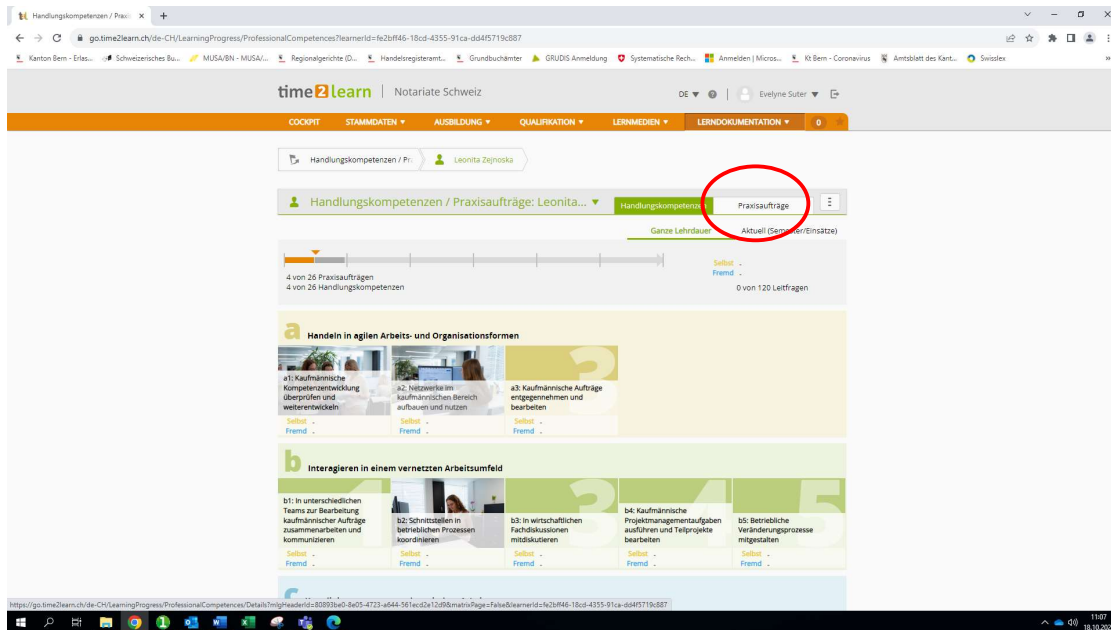 Handlungskompetenzen / Praxis
go.time2learn.ch/de-CH/LearningProgress/ProfessionalCompetences?learnerId=fe2bff46-18cd-4355-91ca-dd4f5719c887
Kanton Bern - Erlas... Schweizerisches Bu... MUSA/BN - MUSA/... Regionalgerichte (D... Handelsregisteramt... Grundbuchämter GRUDIS Anmeldung Systematische Rech... Anmelden | Micros... Kt Bern - Coronavirus Amtsblatt des Kant... Swisslex
time2learn | Notariate Schweiz DE Evelyne Suter
COCKPIT STAMMDATEN AUSBILDUNG QUALIFIKATION LERNMEDIEN LERNDOKUMENTATION 0
Handlungskompetenzen / Pr Leonita Zejnoska
Handlungskompetenzen / Praxisaufträge: Leonita... Handlungskompetenzen Praxisaufträge
Ganze Lehrdauer Aktuell (Semester/Einsätze)
Selbst -
Fremd -
4 von 26 Praxisaufträgen
4 von 26 Handlungskompetenzen
0 von 120 Leitfragen
a Handeln in agilen Arbeits- und Organisationsformen
3
a1: Kaufmännische
Kompetenzentwicklung
überprüfen und
weiterentwickeln
a2: Netzwerke im
kaufmännischen Bereich
aufbauen und nutzen
a3: Kaufmännische Aufträge
entgegennehmen und
bearbeiten
Selbst - Selbst - Selbst -
Fremd - Fremd - Fremd -
b Interagieren in einem vernetzten Arbeitsumfeld
1 3 4 5
b1: In unterschiedlichen
Teams zur Bearbeitung
kaufmännischer Aufträge
zusammenarbeiten und
kommunizieren
b2: Schnittstellen in
betrieblichen Prozessen
koordinieren
b3: In wirtschaftlichen
Fachdiskussionen
mitdiskutieren
b4: Kaufmännische
Projektmanagementaufgaben
ausführen und Teilprojekte
bearbeiten
b5: Betriebliche
Veränderungsprozesse
mitgestalten
Selbst - Selbst - Selbst - Selbst - Selbst -
Fremd - Fremd - Fremd - Fremd - Fremd -
https://go.time2learn.ch/de-CH/LearningProgress/ProfessionalCompetences/Details?mlgHeaderId=80893be0-8e05-4723-a644-561ecd2e12d9&matrixPage=False&learnerId=fe2bff46-18cd-4355-91ca-dd4f5719c887
11:07